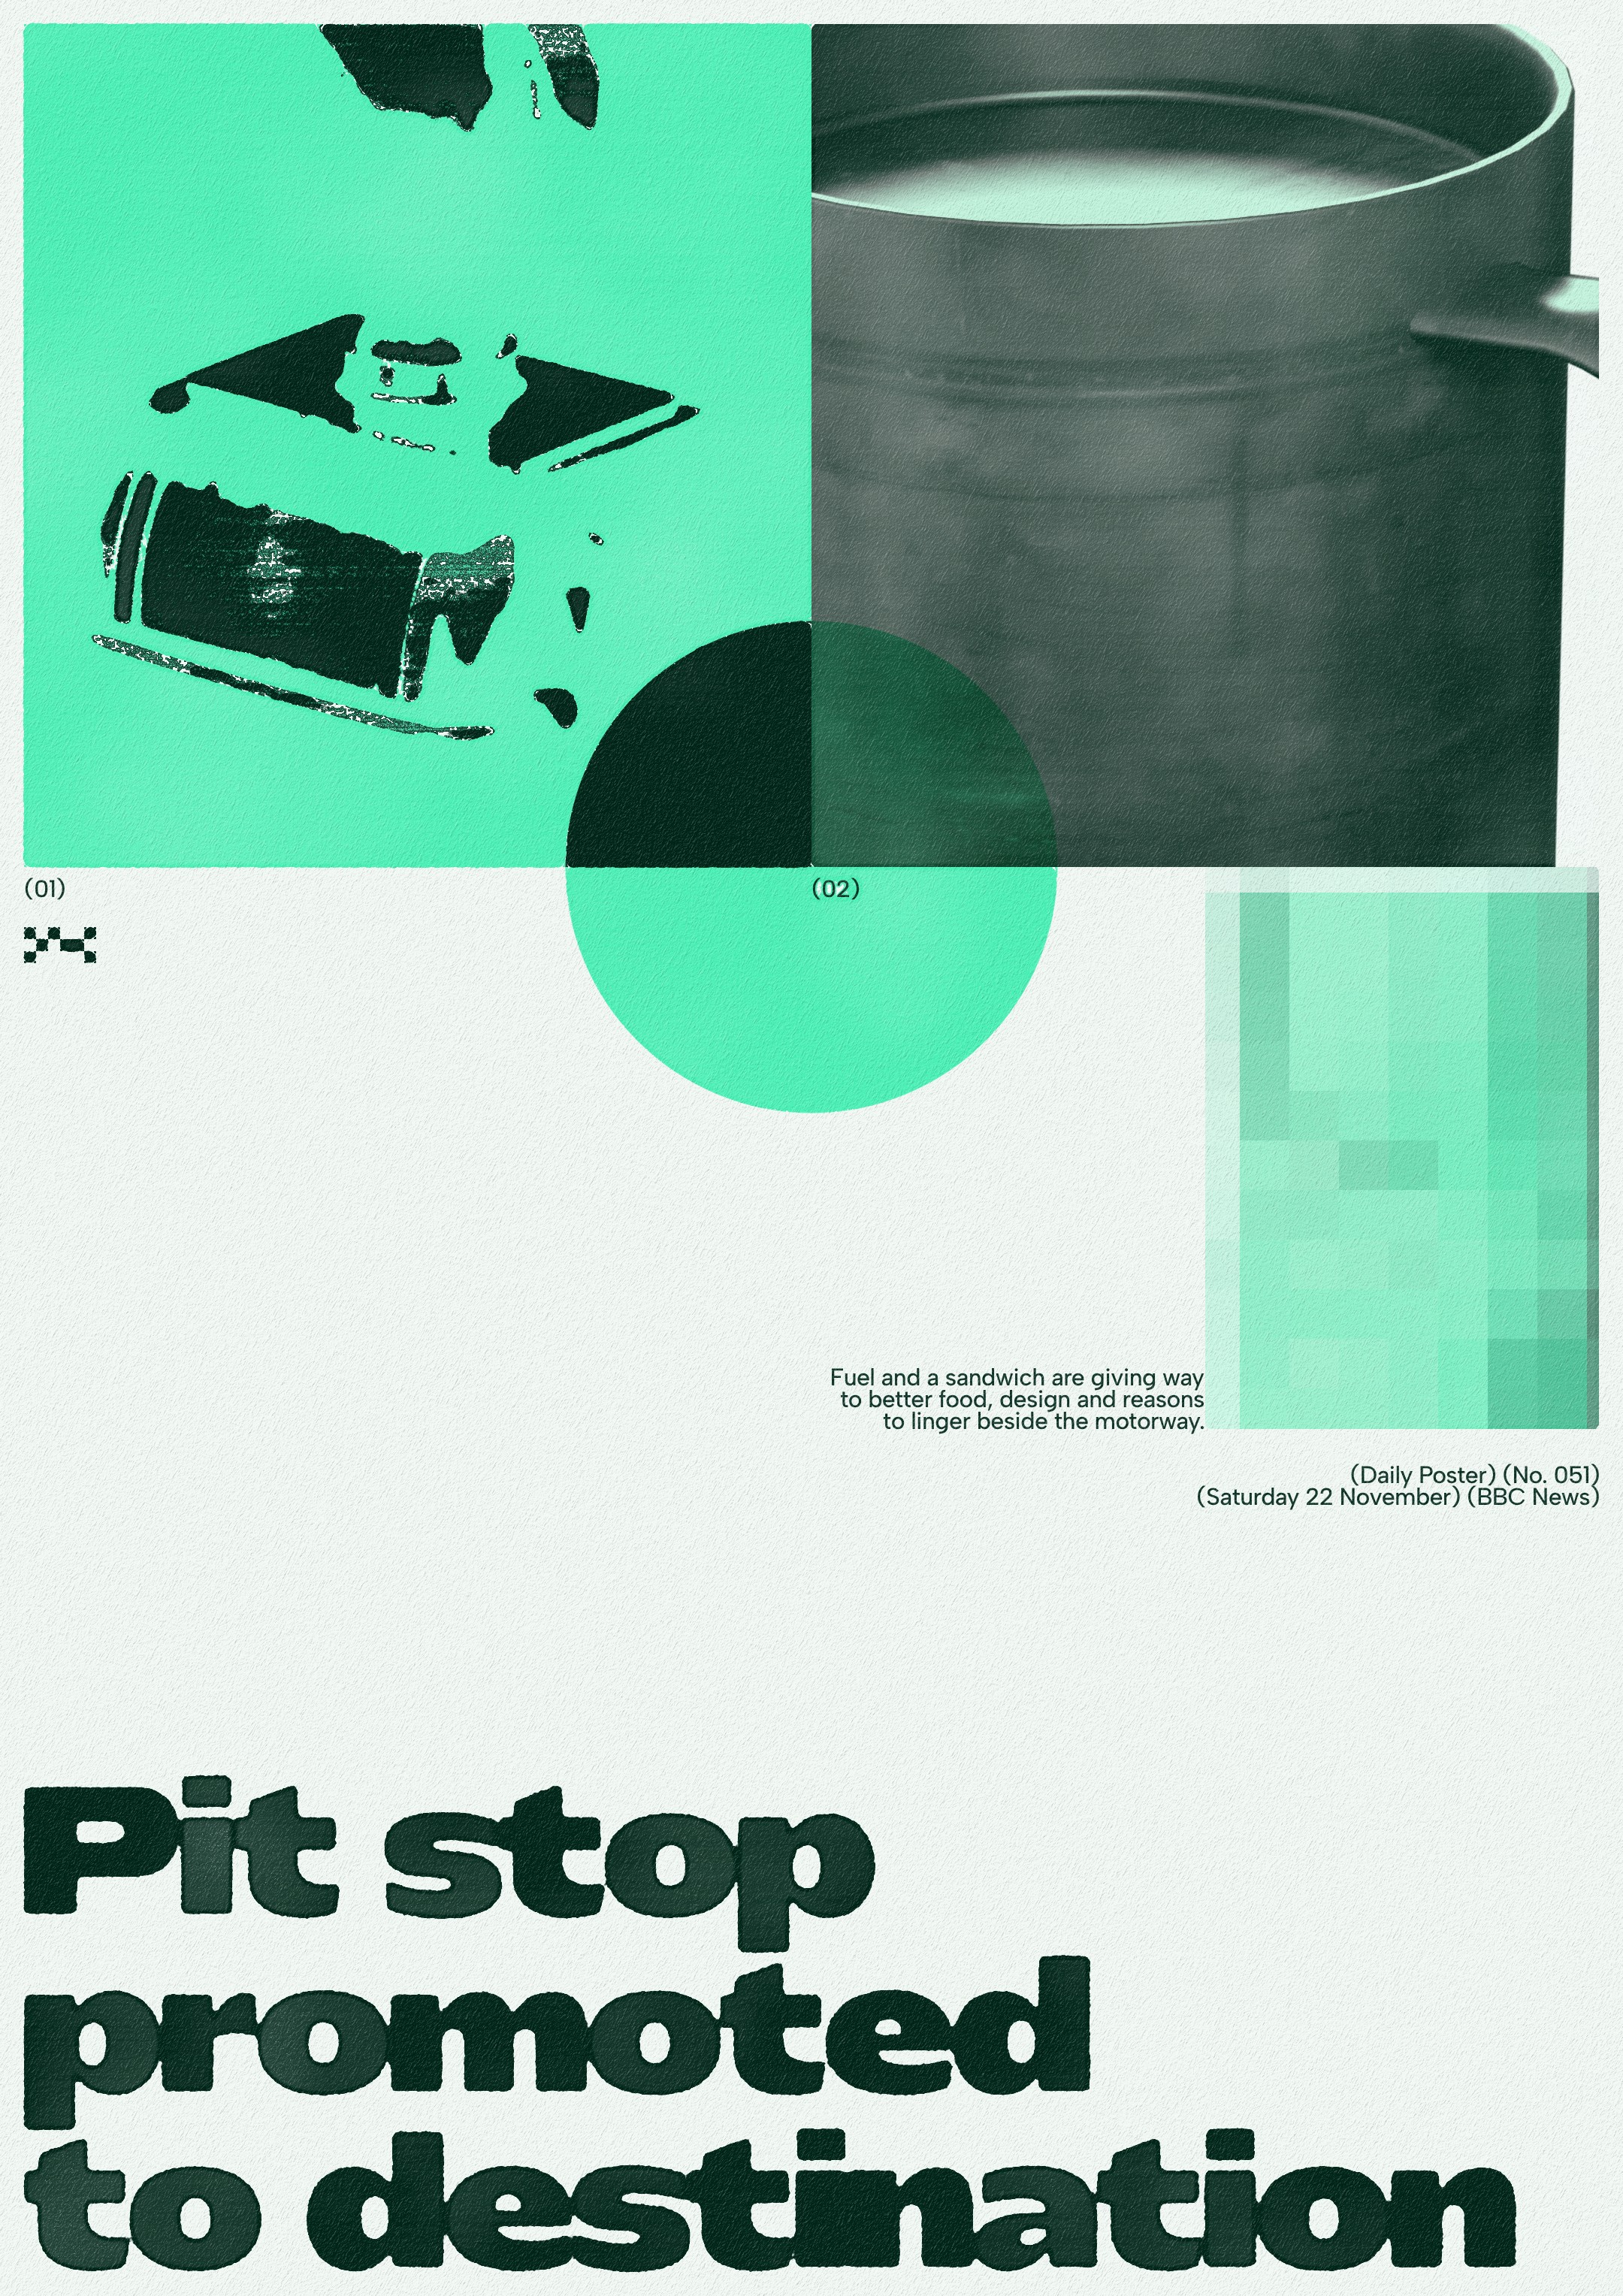 (01)
(02)
Fuel and a sandwich are giving way
to better food, design and reasons
to linger beside the motorway.
(Daily Poster) (No. 051)
(Saturday 22 November) (BBC News)
Pit stop
promoted
to destination